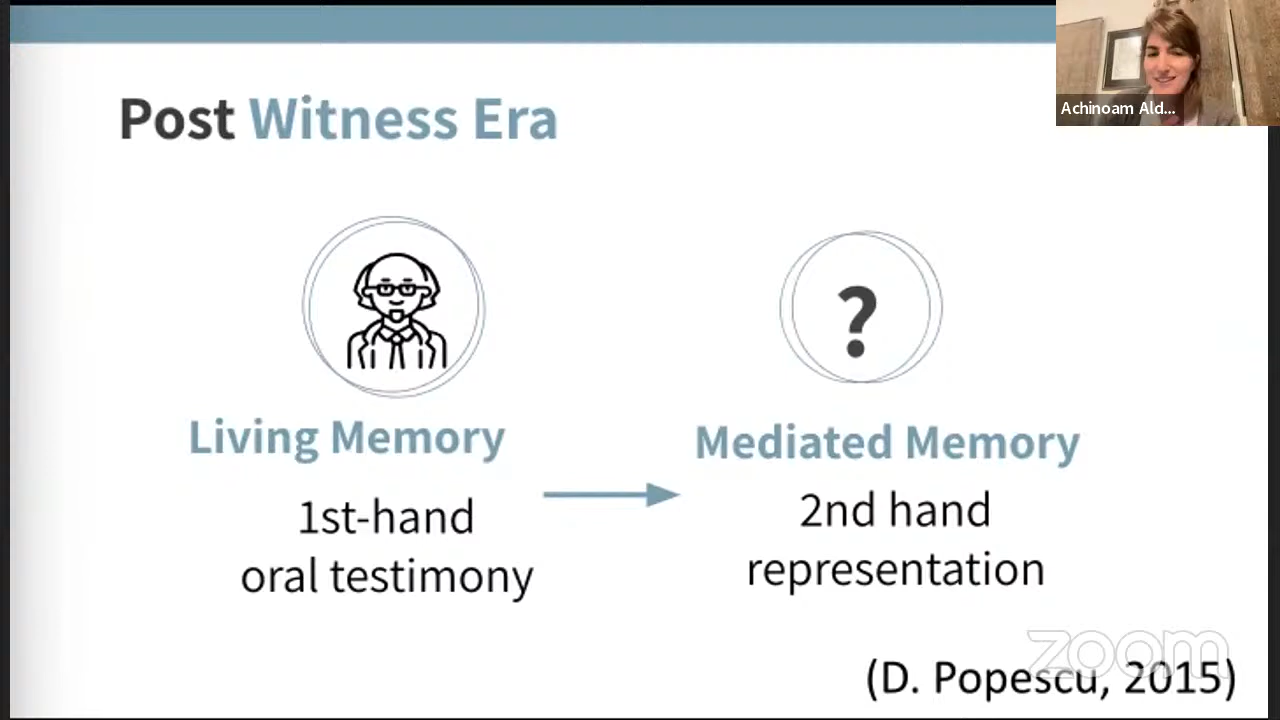 Post Witness Era
Achinoam Ald...
?
Living Memory
1st-hand
oral testimony
Mediated Memory
2nd hand
representation
zoom
(D. Popescu, 2015)